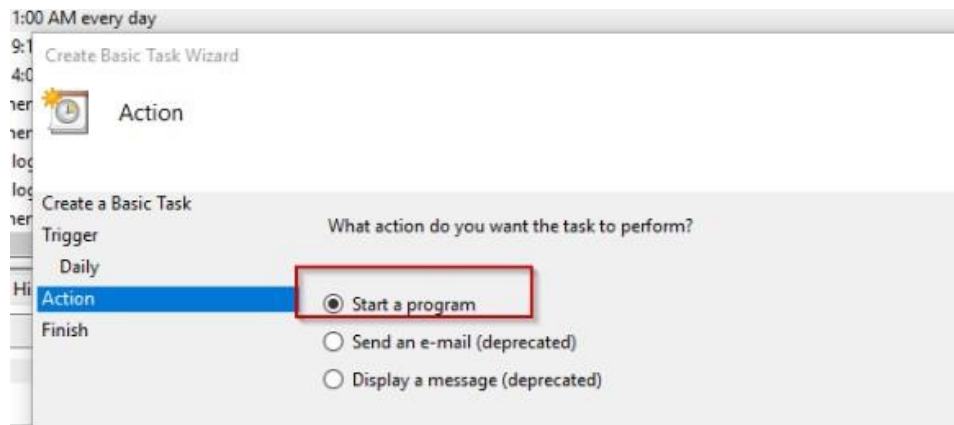 1:00 AM every day
Create Basic Task Wizard
Action
Create a Basic Task
Trigger
Daily
Action
Finish
What action do you want the task to perform?
Start a program
Send an e-mail (deprecated)
Display a message (deprecated)